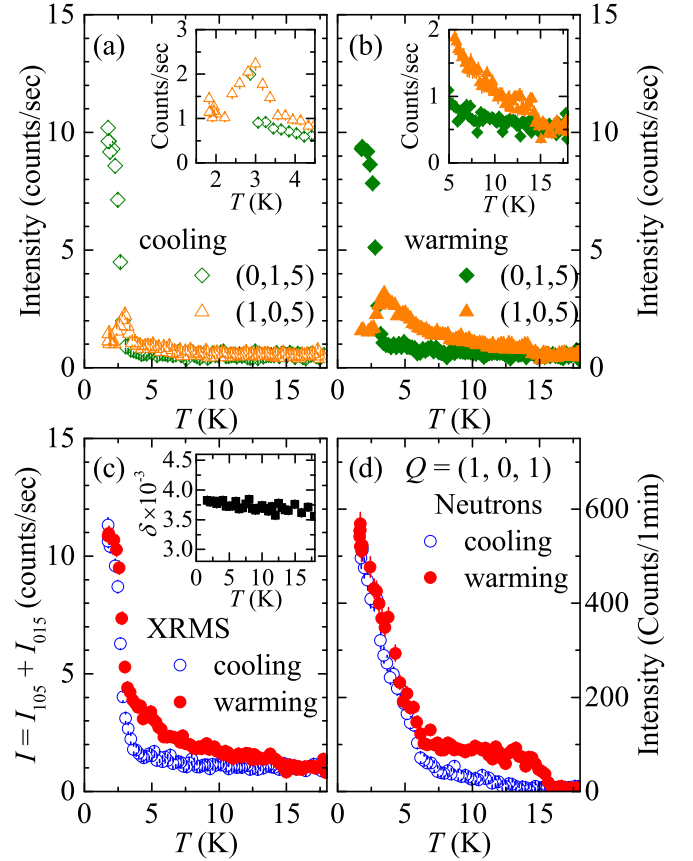 (a)
cooling
(0,1,5)
(1,0,5)
Intensity (counts/sec)
15
10
5
0
0 5 10 15
T (K)
Counts/sec
3
2
1
0
2 3 4
T (K)
(b)
warming
(0,1,5)
(1,0,5)
Intensity (counts/sec)
15
10
5
0
0 5 10 15
T (K)
Counts/sec
2
1
0
5 10 15
T (K)
(c)
XRMS
cooling
warming
I = I105 + I015 (counts/sec)
15
10
5
0
0 5 10 15
T (K)
δ×10⁻³
4.5
4.0
3.5
3.0
5 10 15
T (K)
(d) Q = (1, 0, 1)
Neutrons
cooling
warming
Intensity (Counts/1min)
600
400
200
0
0 5 10 15
T (K)